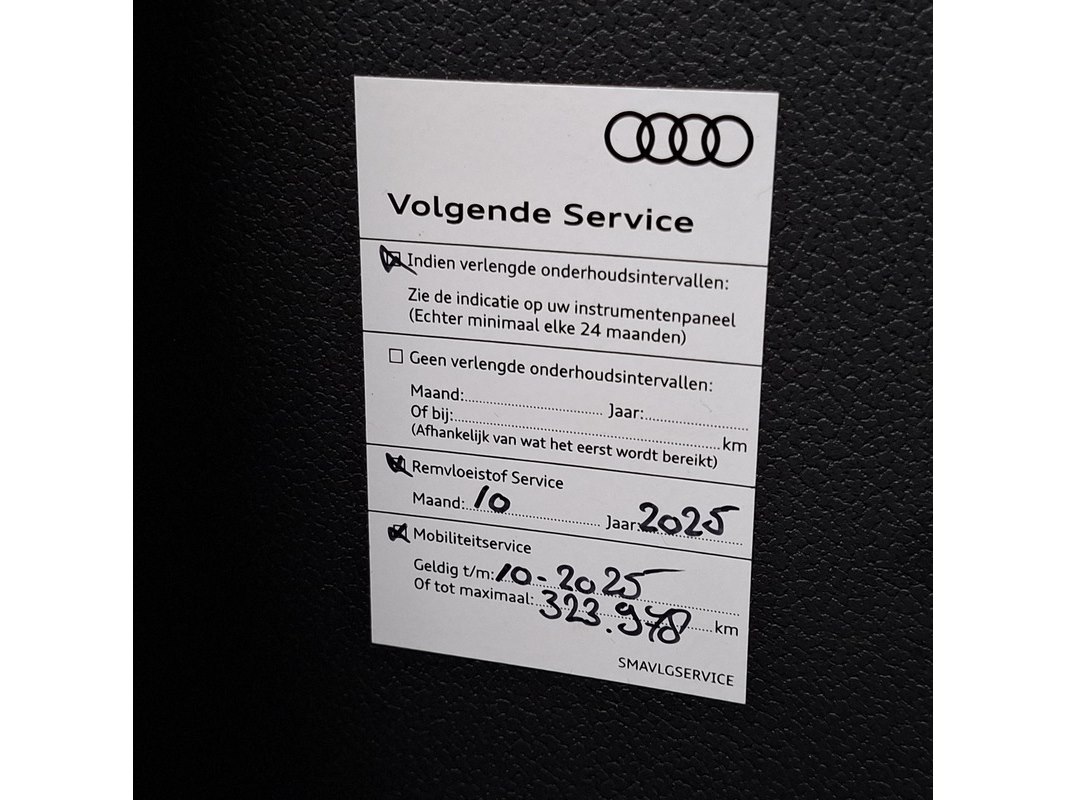 Volgende Service
Indien verlengde onderhoudsintervallen:
Zie de indicatie op uw instrumentenpaneel
(Echter minimaal elke 24 maanden)
Geen verlengde onderhoudsintervallen:
Maand:.............................. Jaar:......................
Of bij:..........................................................km
(Afhankelijk van wat het eerst wordt bereikt)
Remvloeistof Service
Maand: 10 Jaar: 2025
Mobiliteitservice
Geldig t/m: 10-2025
Of tot maximaal: 323.978 km
SMAVLGSERVICE